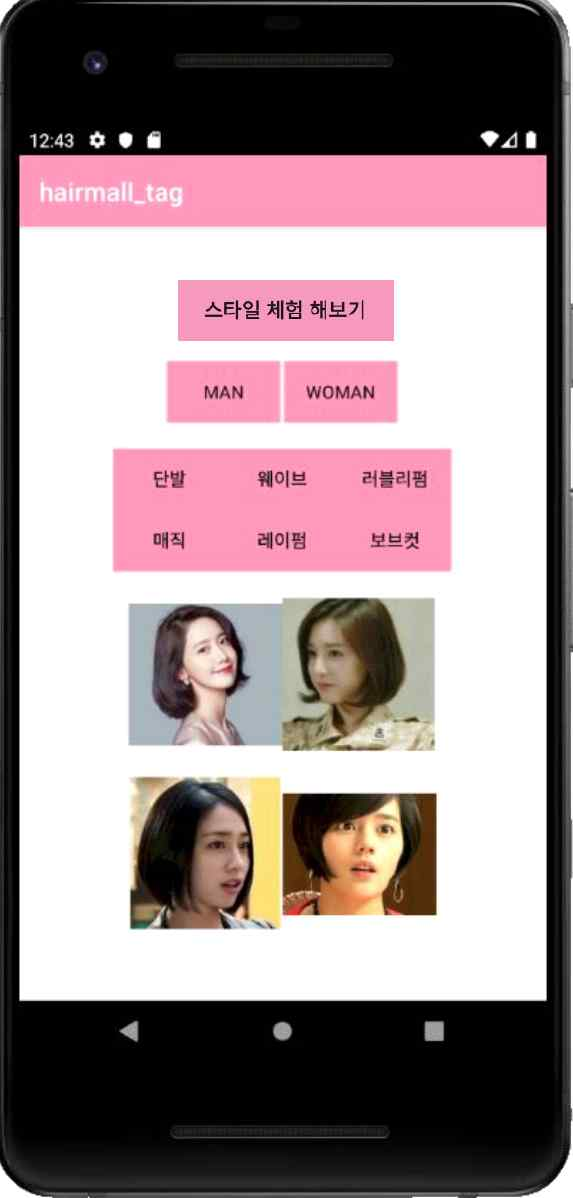 12:43
hairmall_tag
스타일 체험 해보기
MAN WOMAN
단발 웨이브 러블리펌
매직 레이펌 보브컷